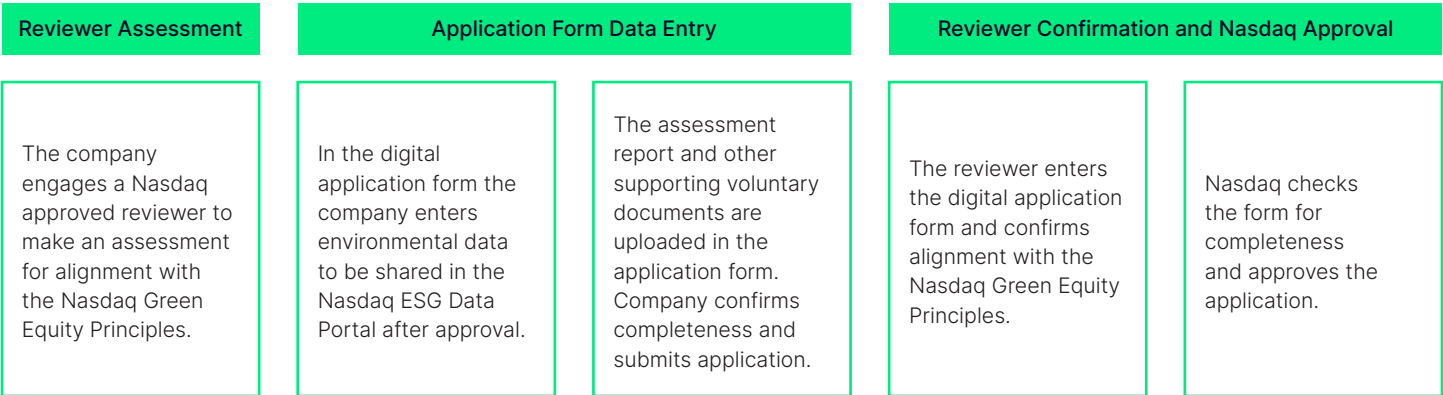 Reviewer Assessment
Application Form Data Entry
Reviewer Confirmation and Nasdaq Approval
The company
engages a Nasdaq
approved reviewer to
make an assessment
for alignment with
the Nasdaq Green
Equity Principles.
In the digital
application form the
company enters
environmental data
to be shared in the
Nasdaq ESG Data
Portal after approval.
The assessment
report and other
supporting voluntary
documents are
uploaded in the
application form.
Company confirms
completeness and
submits application.
The reviewer enters
the digital application
form and confirms
alignment with the
Nasdaq Green Equity
Principles.
Nasdaq checks
the form for
completeness
and approves the
application.